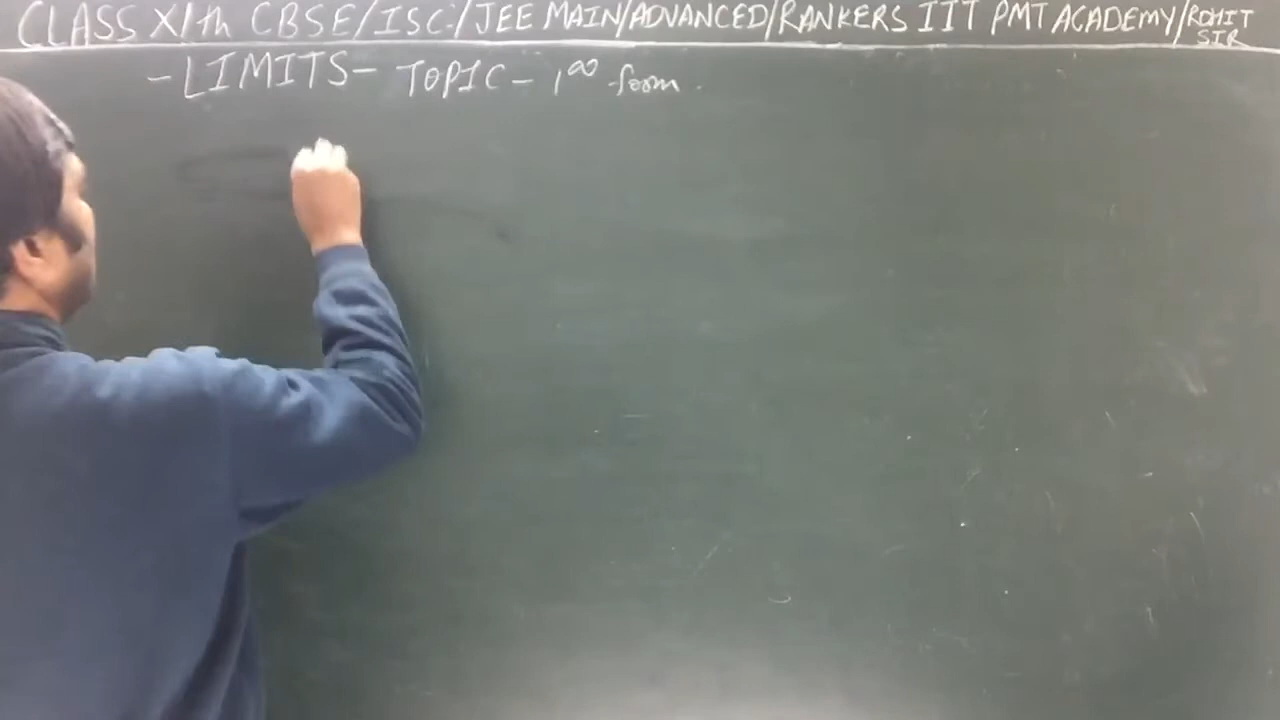 CLASS XIth CBSE/ISC/JEE MAIN/ADVANCED/RANKERS IIT PMT ACADEMY/ROHIT SIR
- LIMITS - TOPIC - 1^∞ form.